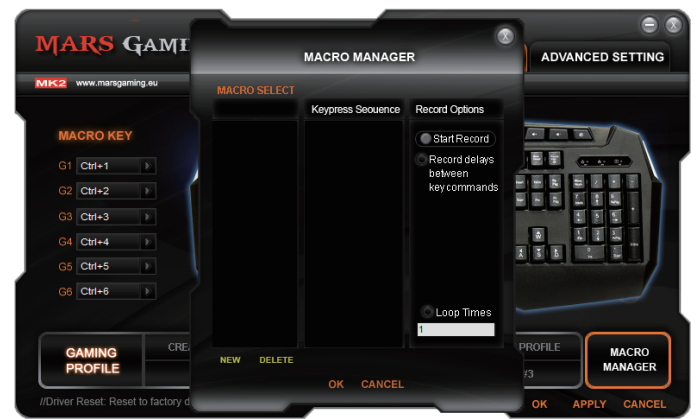 MARS GAMI
MACRO MANAGER
ADVANCED SETTING
MK2 www.marsgaming.eu
MACRO SELECT
Keypress Seouence
Record Options
MACRO KEY
Start Record
Record delays
between
key commands
G1 Ctrl+1
G2 Ctrl+2
G3 Ctrl+3
G4 Ctrl+4
G5 Ctrl+5
G6 Ctrl+6
Loop Times
1
NEW DELETE
OK CANCEL
GAMING
PROFILE
CRE
PROFILE
#3
MACRO
MANAGER
//Driver Reset: Reset to factory d
OK APPLY CANCEL